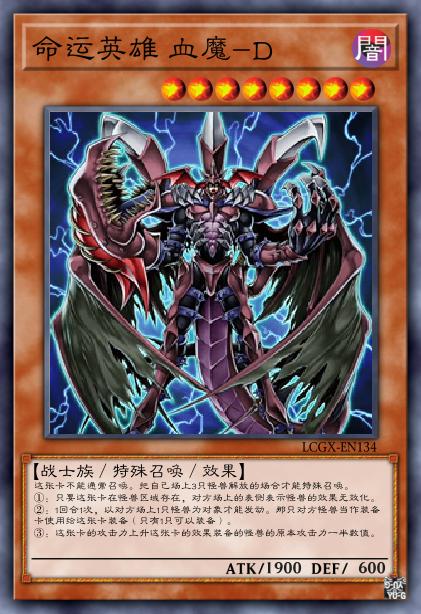 命运英雄 血魔-D
闇
LCGX-EN134
【战士族/特殊召唤/效果】
这张卡不能通常召唤。把自己场上3只怪兽解放的场合才能特殊召唤。
①：只要这张卡在怪兽区域存在，对方场上的表侧表示怪兽的效果无效化。
②：1回合1次，以对方场上1只怪兽为对象才能发动。那只对方怪兽当作装备
卡使用给这张卡装备（只有1只可以装备）。
③：这张卡的攻击力上升这张卡的效果装备的怪兽的原本攻击力一半数值。
ATK/1900 DEF/ 600